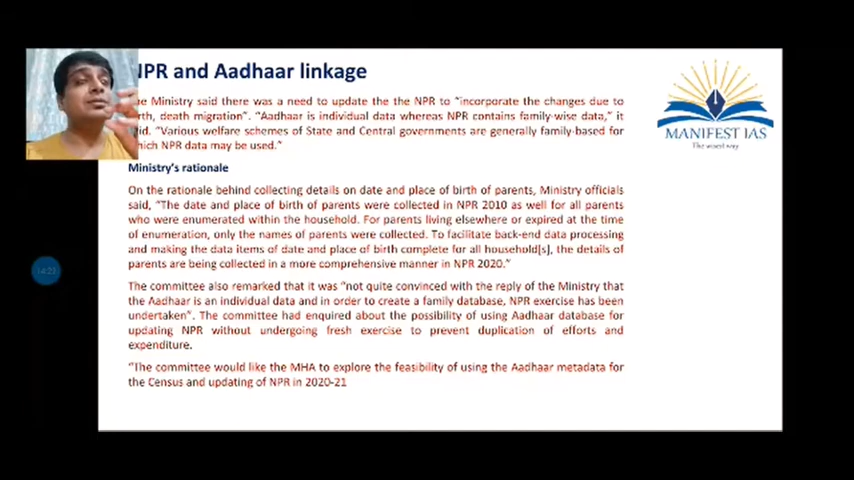 NPR and Aadhaar linkage
Ministry said there was a need to update the the NPR to “incorporate the changes due to
death migration”. “Aadhaar is individual data whereas NPR contains family-wise data,” it
“Various welfare schemes of State and Central governments are generally family-based for
NPR data may be used.”
MANIFEST IAS
Ministry’s rationale
On the rationale behind collecting details on date and place of birth of parents, Ministry officials
said, “The date and place of birth of parents were collected in NPR 2010 as well for all parents
who were enumerated within the household. For parents living elsewhere or expired at the time
of enumeration, only the names of parents were collected. To facilitate back-end data processing
and making the data items of date and place of birth complete for all household[s], the details of
parents are being collected in a more comprehensive manner in NPR 2020.”
14:22
The committee also remarked that it was “not quite convinced with the reply of the Ministry that
the Aadhaar is an individual data and in order to create a family database, NPR exercise has been
undertaken”. The committee had enquired about the possibility of using Aadhaar database for
updating NPR without undergoing fresh exercise to prevent duplication of efforts and
expenditure.
“The committee would like the MHA to explore the feasibility of using the Aadhaar metadata for
the Census and updating of NPR in 2020-21